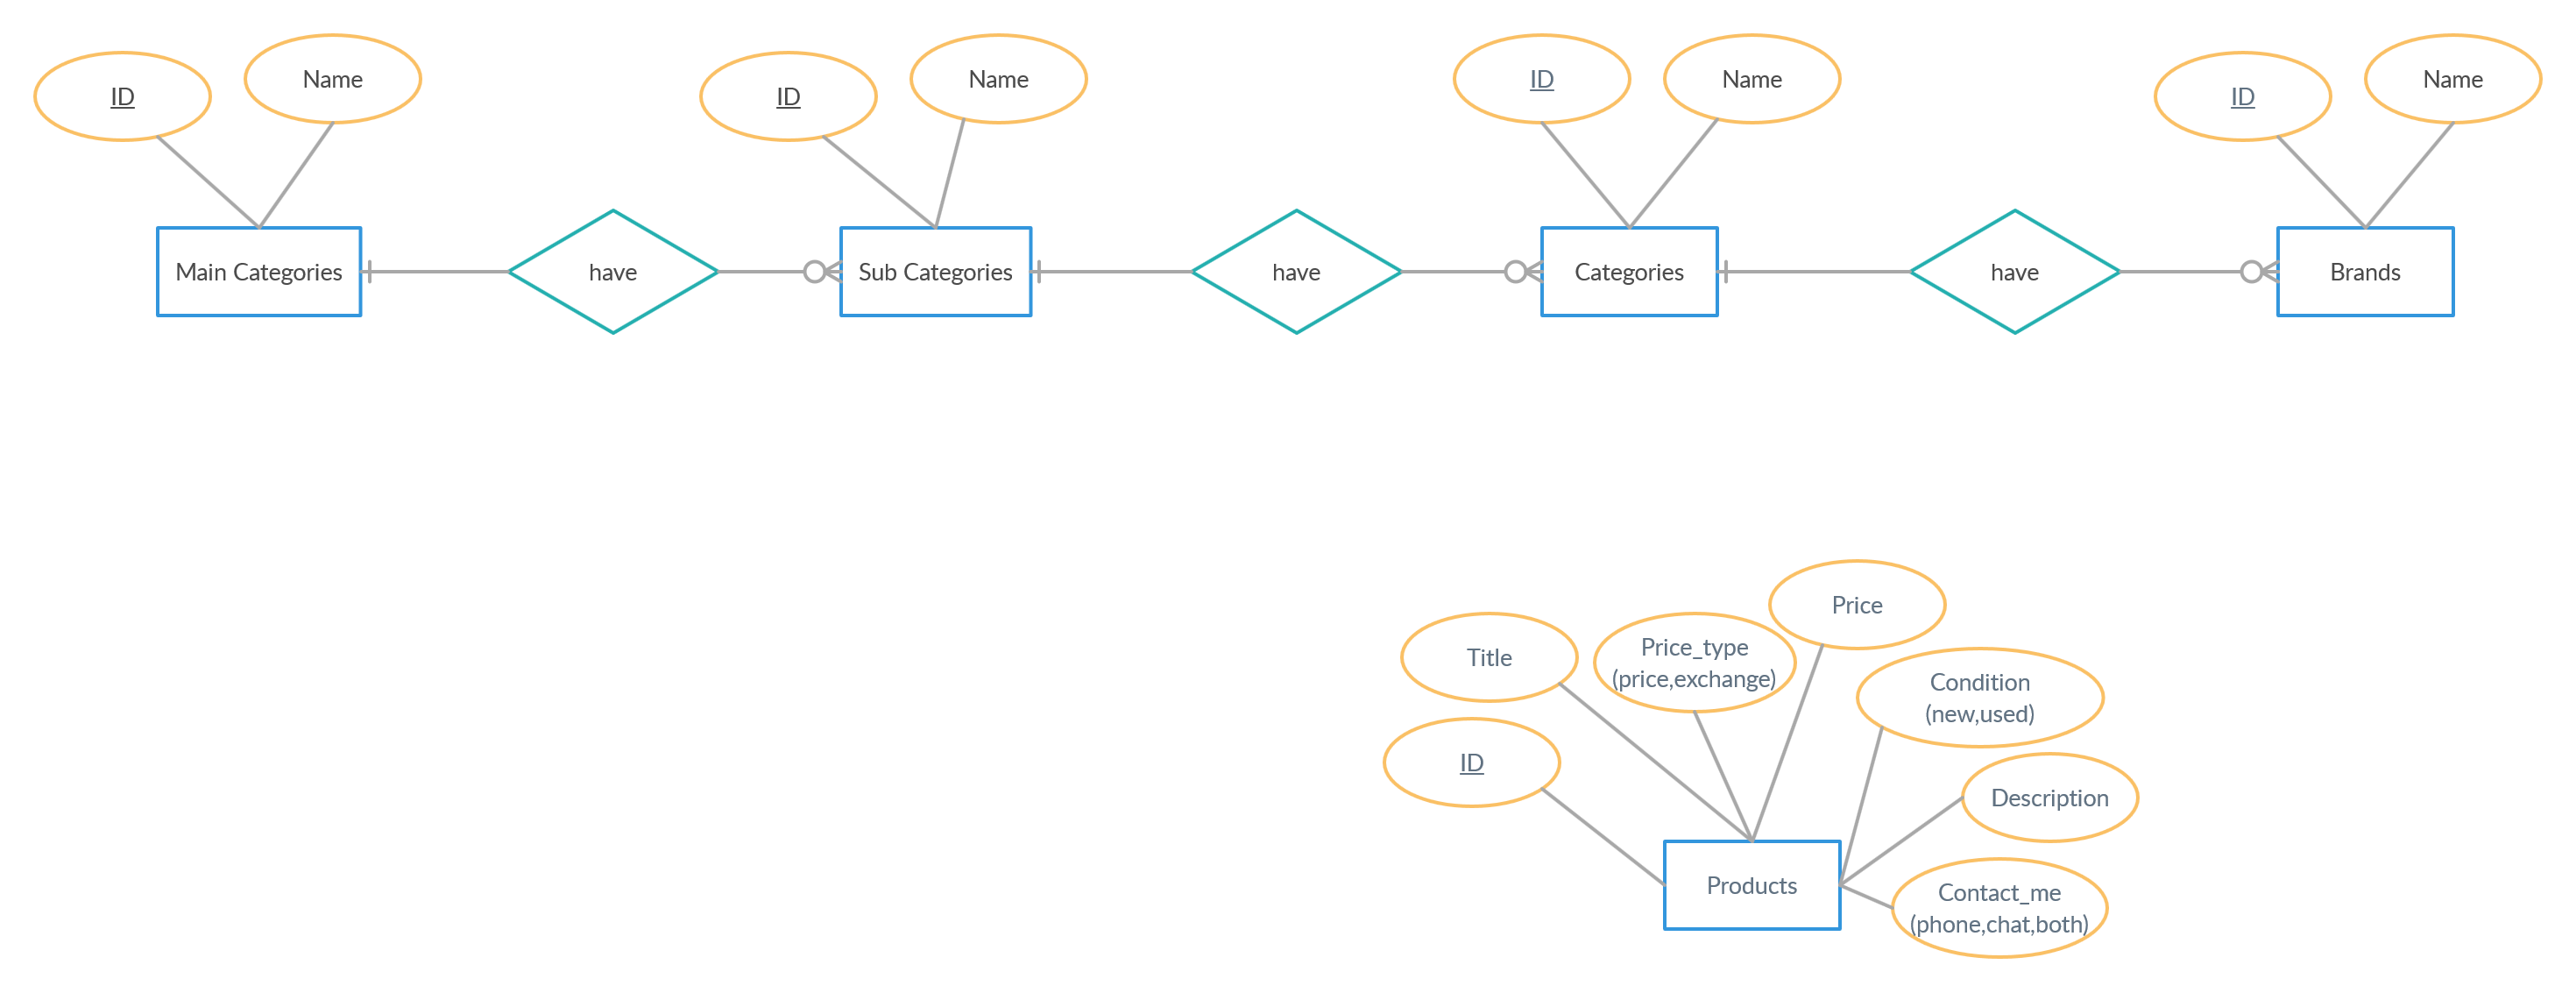 ID
Name
ID
Name
ID
Name
ID
Name
Main Categories
have
Sub Categories
have
Categories
have
Brands
Price
Title
Price_type
(price,exchange)
Condition
(new,used)
ID
Description
Products
Contact_me
(phone,chat,both)